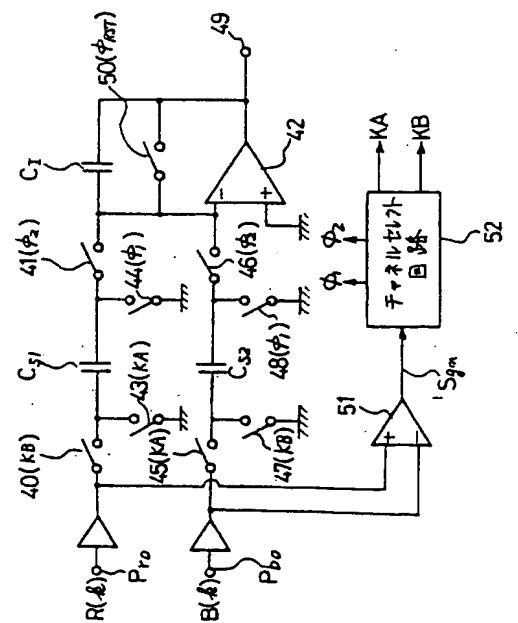 50(ΦRST)
49
CI
41(Φ2)
44(Φ1)
42
CS1
43(KA)
46(Φ2)
48(Φ1)
CS2
40(KB)
45(KA)
47(KB)
R(k)
Pro
B(k)
Pbo
51
Sgn
Φ1
Φ2
チャネルセレクト
回路
52
KA
KB